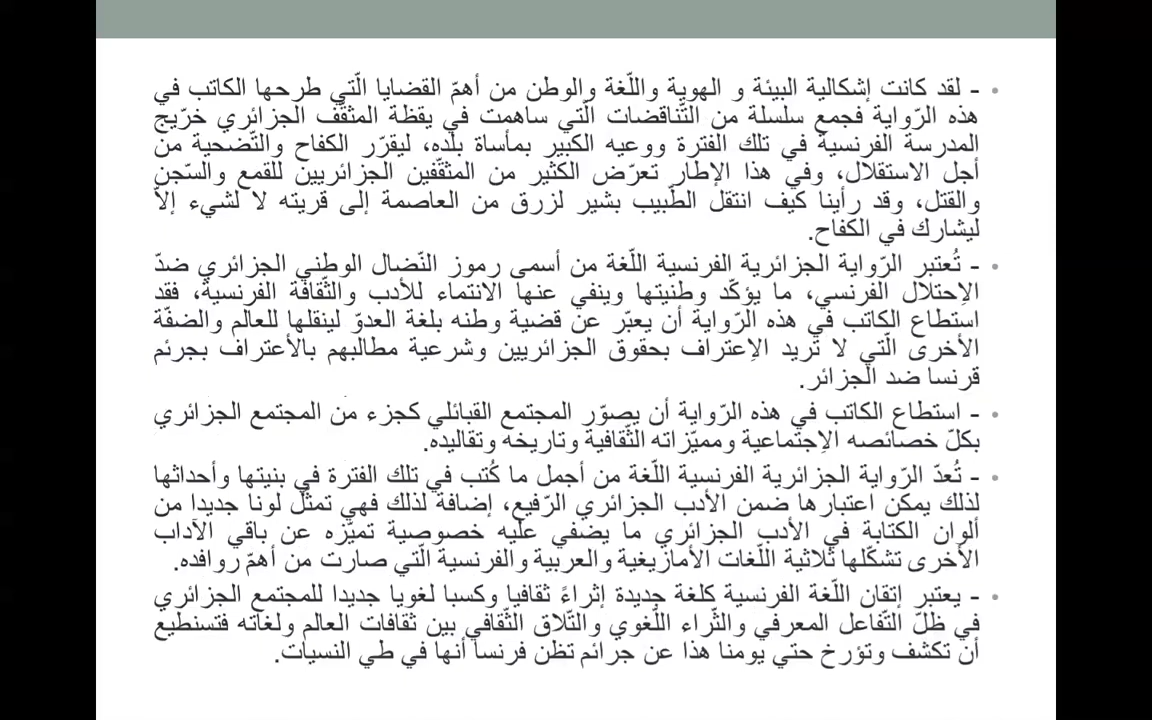 - لقد كانت إشكالية البيئة و الهوية واللّغة والوطن من أهمّ القضايا الّتي طرحها الكاتب في
هذه الرّواية فجمع سلسلة من التّناقضات الّتي ساهمت في يقظة المثقّف الجزائري خرّيج
المدرسة الفرنسية في تلك الفترة ووعيه الكبير بمأساة بلده، ليقرّر الكفاح والتّضحية من
أجل الاستقلال، وفي هذا الإطار تعرّض الكثير من المثقّفين الجزائريين للقمع والسّجن
والقتل، وقد رأينا كيف انتقل الطّبيب بشير لزرق من العاصمة إلى قريته لا لشيء إلاّ
ليشارك في الكفاح.
- تُعتبر الرّواية الجزائرية الفرنسية اللّغة من أسمى رموز النّضال الوطني الجزائري ضدّ
الإحتلال الفرنسي، ما يؤكّد وطنيتها وينفي عنها الانتماء للأدب والثّقافة الفرنسية، فقد
استطاع الكاتب في هذه الرّواية أن يعبّر عن قضية وطنه بلغة العدوّ لينقلها للعالم والضفّة
الأخرى الّتي لا تريد الإعتراف بحقوق الجزائريين وشرعية مطالبهم بالأعتراف بجرئم
قرنسا ضد الجزائر.
- استطاع الكاتب في هذه الرّواية أن يصوّر المجتمع القبائلي كجزء من المجتمع الجزائري
بكلّ خصائصه الإجتماعية ومميّزاته الثّقافية وتاريخه وتقاليده.
- تُعدّ الرّواية الجزائرية الفرنسية اللّغة من أجمل ما كُتب في تلك الفترة في بنيتها وأحداثها
لذلك يمكن اعتبارها ضمن الأدب الجزائري الرّفيع، إضافة لذلك فهي تمثّل لونا جديدا من
ألوان الكتابة في الأدب الجزائري ما يضفي عليه خصوصية تميّزه عن باقي الآداب
الأخرى تشكّلها ثلاثية اللّغات الأمازيغية والعربية والفرنسية الّتي صارت من أهمّ روافده.
- يعتبر إتقان اللّغة الفرنسية كلغة جديدة إثراءً ثقافيا وكسبا لغويا جديدا للمجتمع الجزائري
في ظلّ التّفاعل المعرفي والثّراء اللّغوي والتّلاق الثّقافي بين ثقافات العالم ولغاته فتسنطيع
أن تكشف وتؤرخ حتي يومنا هذا عن جرائم تظن فرنسا أنها في طي النسيات.